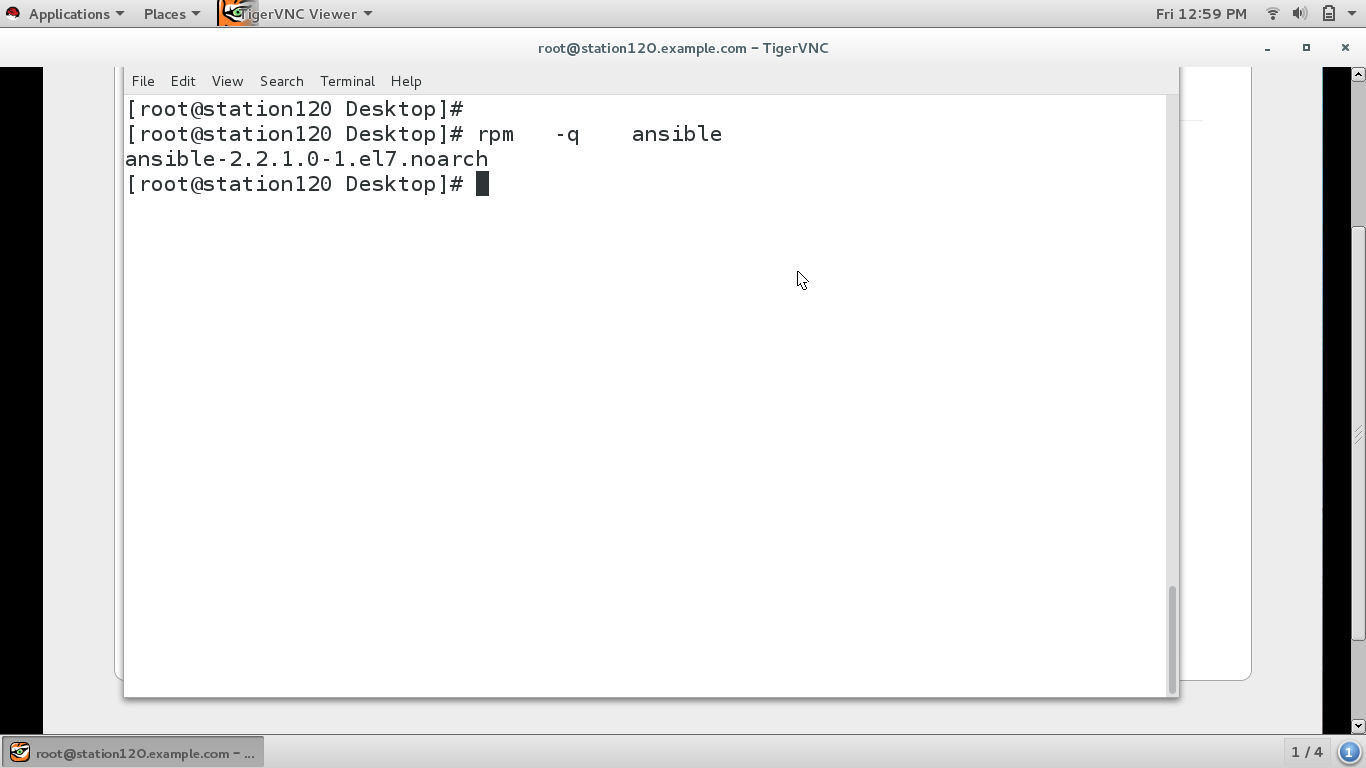 Applications Places TigerVNC Viewer Fri 12:59 PM
root@station120.example.com - TigerVNC
File Edit View Search Terminal Help
[root@station120 Desktop]#
[root@station120 Desktop]# rpm   -q    ansible
ansible-2.2.1.0-1.el7.noarch
[root@station120 Desktop]#
root@station120.example.com - ... 1 / 4 1